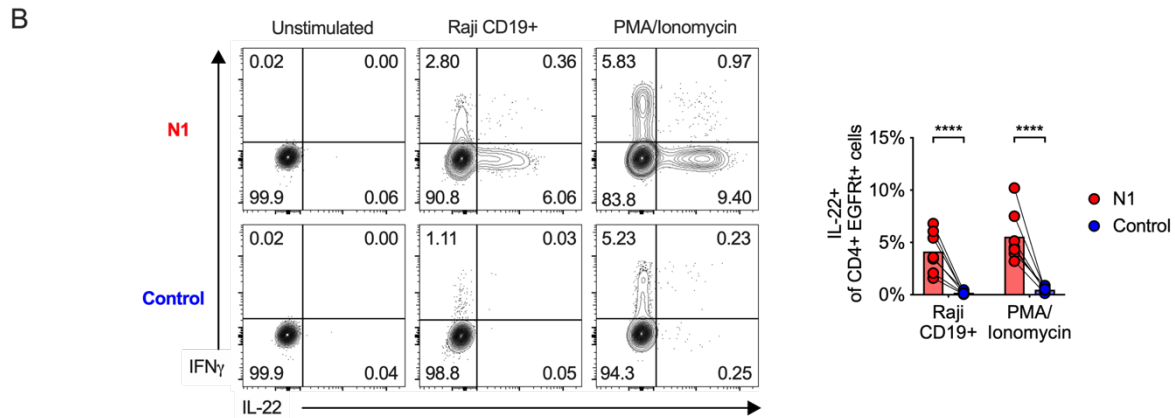 B
Unstimulated
Raji CD19+
PMA/Ionomycin
N1
0.02 0.00
99.9 0.06
2.80 0.36
90.8 6.06
5.83 0.97
83.8 9.40
Control
0.02 0.00
99.9 0.04
1.11 0.03
98.8 0.05
5.23 0.23
94.3 0.25
IFNγ
IL-22
IL-22+
of CD4+ EGFRt+ cells
15%
10%
5%
0%
**** ****
Raji
CD19+
PMA/
Ionomycin
N1
Control